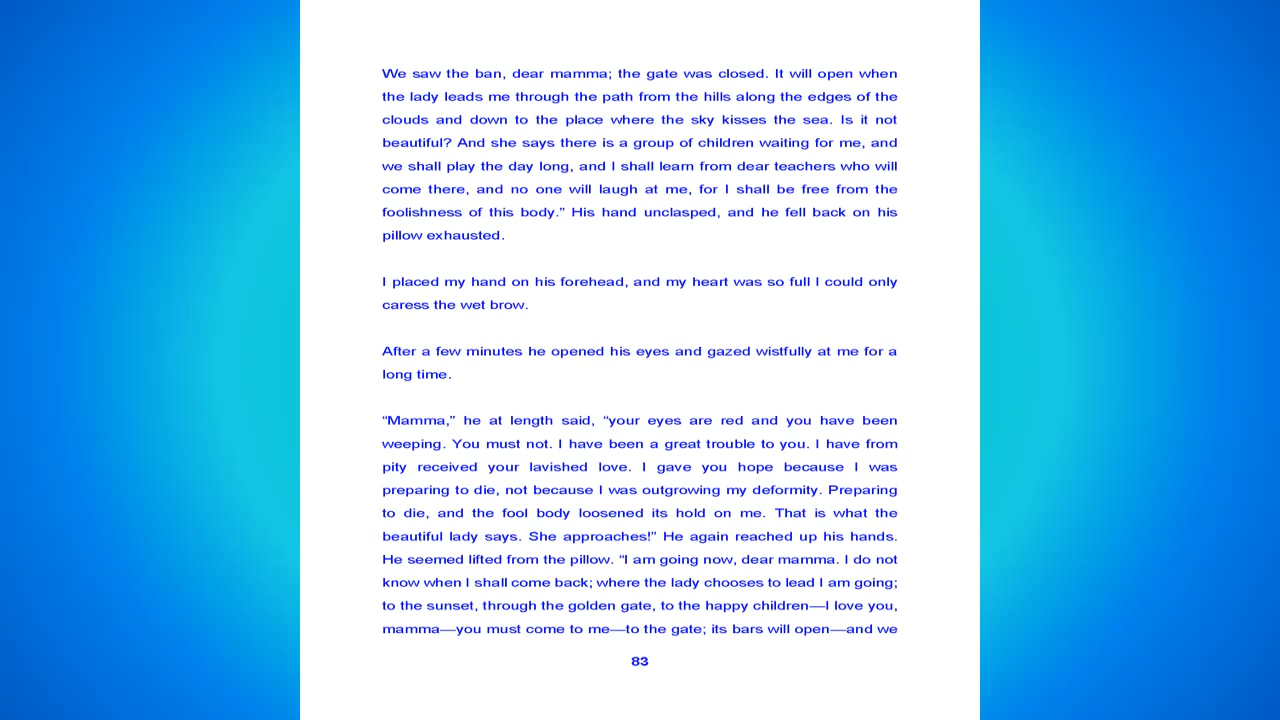 We saw the ban, dear mamma; the gate was closed. It will open when
the lady leads me through the path from the hills along the edges of the
clouds and down to the place where the sky kisses the sea. Is it not
beautiful? And she says there is a group of children waiting for me, and
we shall play the day long, and I shall learn from dear teachers who will
come there, and no one will laugh at me, for I shall be free from the
foolishness of this body.” His hand unclasped, and he fell back on his
pillow exhausted.
I placed my hand on his forehead, and my heart was so full I could only
caress the wet brow.
After a few minutes he opened his eyes and gazed wistfully at me for a
long time.
“Mamma,” he at length said, “your eyes are red and you have been
weeping. You must not. I have been a great trouble to you. I have from
pity received your lavished love. I gave you hope because I was
preparing to die, not because I was outgrowing my deformity. Preparing
to die, and the fool body loosened its hold on me. That is what the
beautiful lady says. She approaches!” He again reached up his hands.
He seemed lifted from the pillow. “I am going now, dear mamma. I do not
know when I shall come back; where the lady chooses to lead I am going;
to the sunset, through the golden gate, to the happy children—I love you,
mamma—you must come to me—to the gate; its bars will open—and we
83